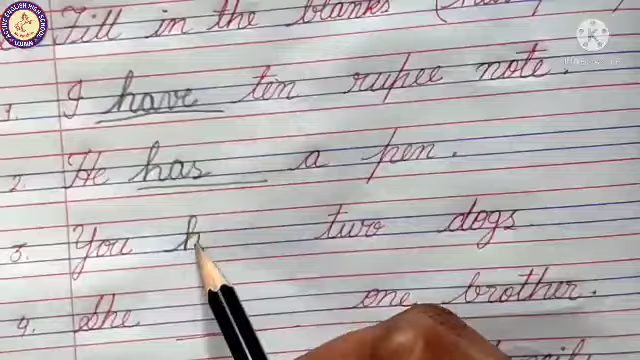 Fill in the blanks
1. I have ten rupee note.
2. He has a pen.
3. You h two dogs
4. She one brother.